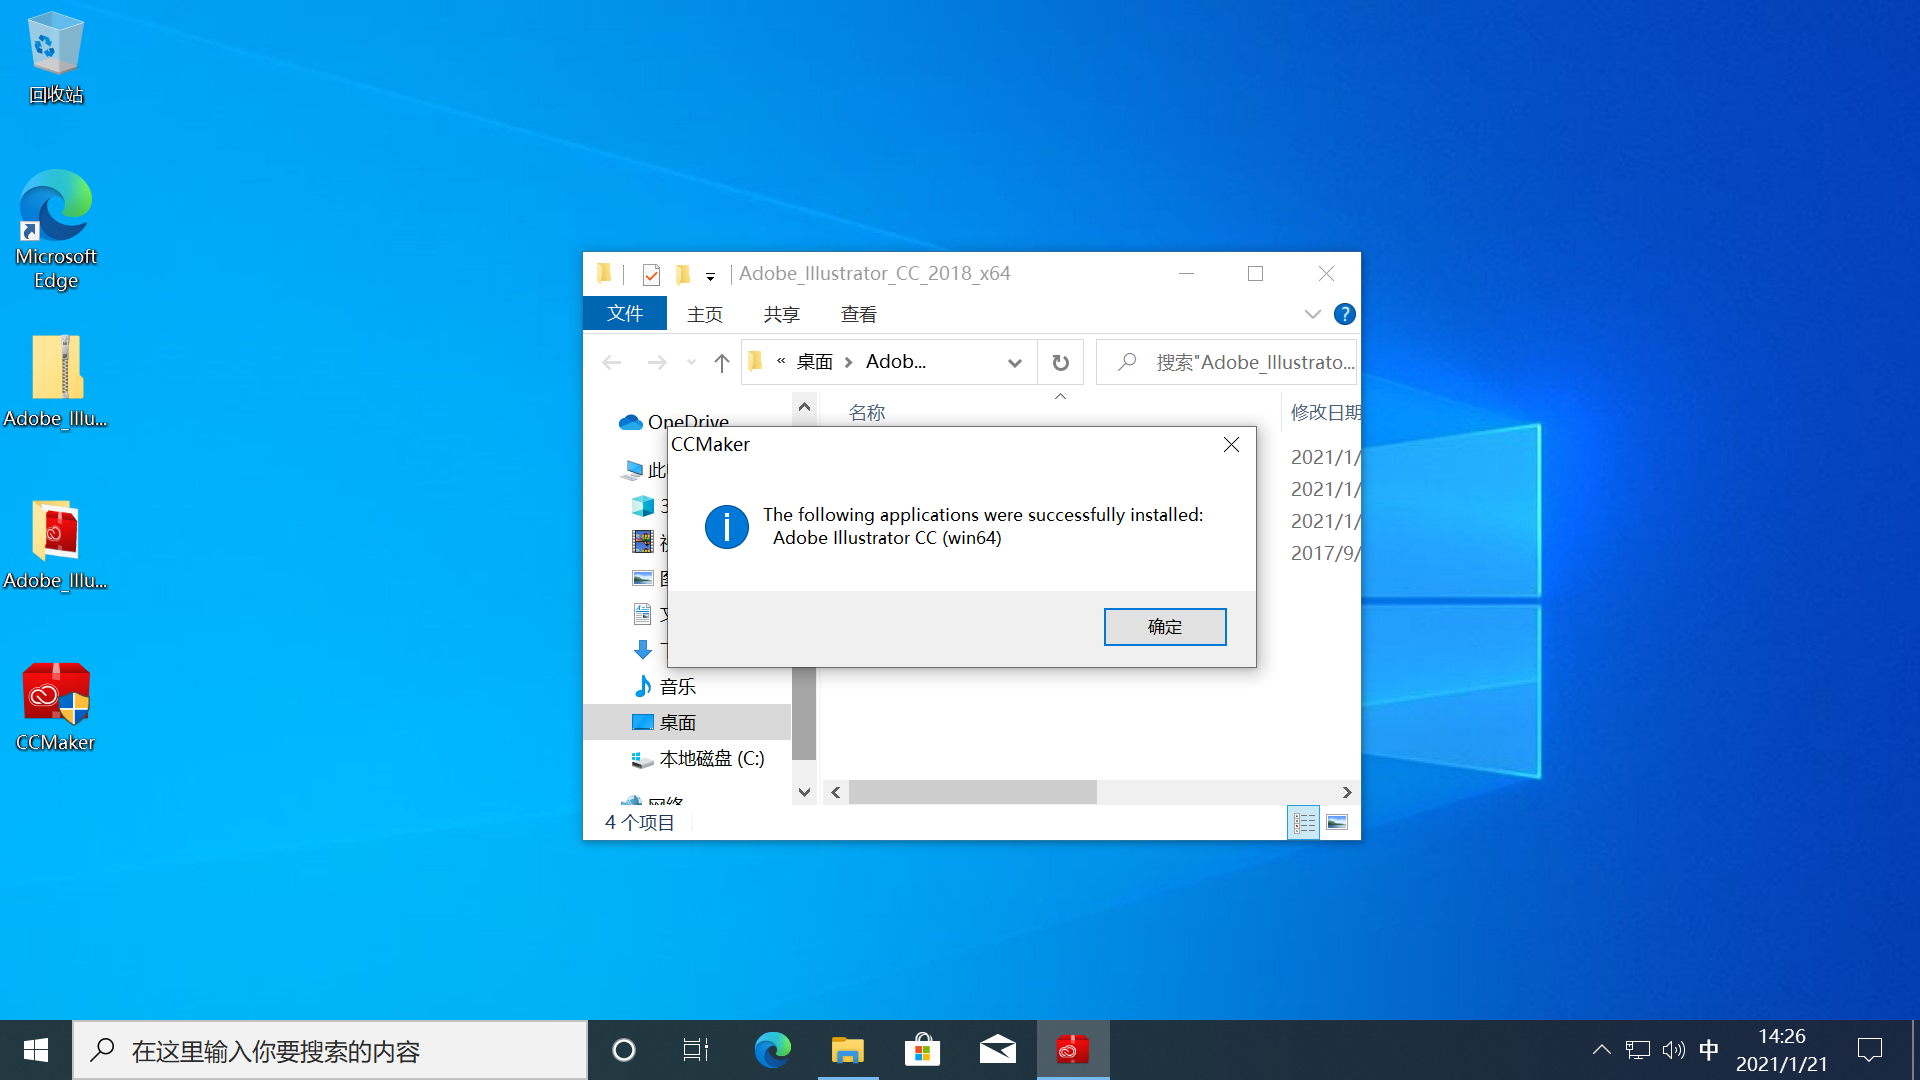 回收站
Microsoft
Edge
Adobe_Illu...
Adobe_Illu...
CCMaker
Adobe_Illustrator_CC_2018_x64
文件
主页
共享
查看
« 桌面 > Adob...
搜索"Adobe_Illustrato...
名称
修改日期
OneDrive
2021/1/
2021/1/
2021/1/
2017/9/
CCMaker
The following applications were successfully installed:
Adobe Illustrator CC (win64)
确定
此
3
音乐
桌面
本地磁盘 (C:)
网络
4 个项目
在这里输入你要搜索的内容
中
14:26
2021/1/21